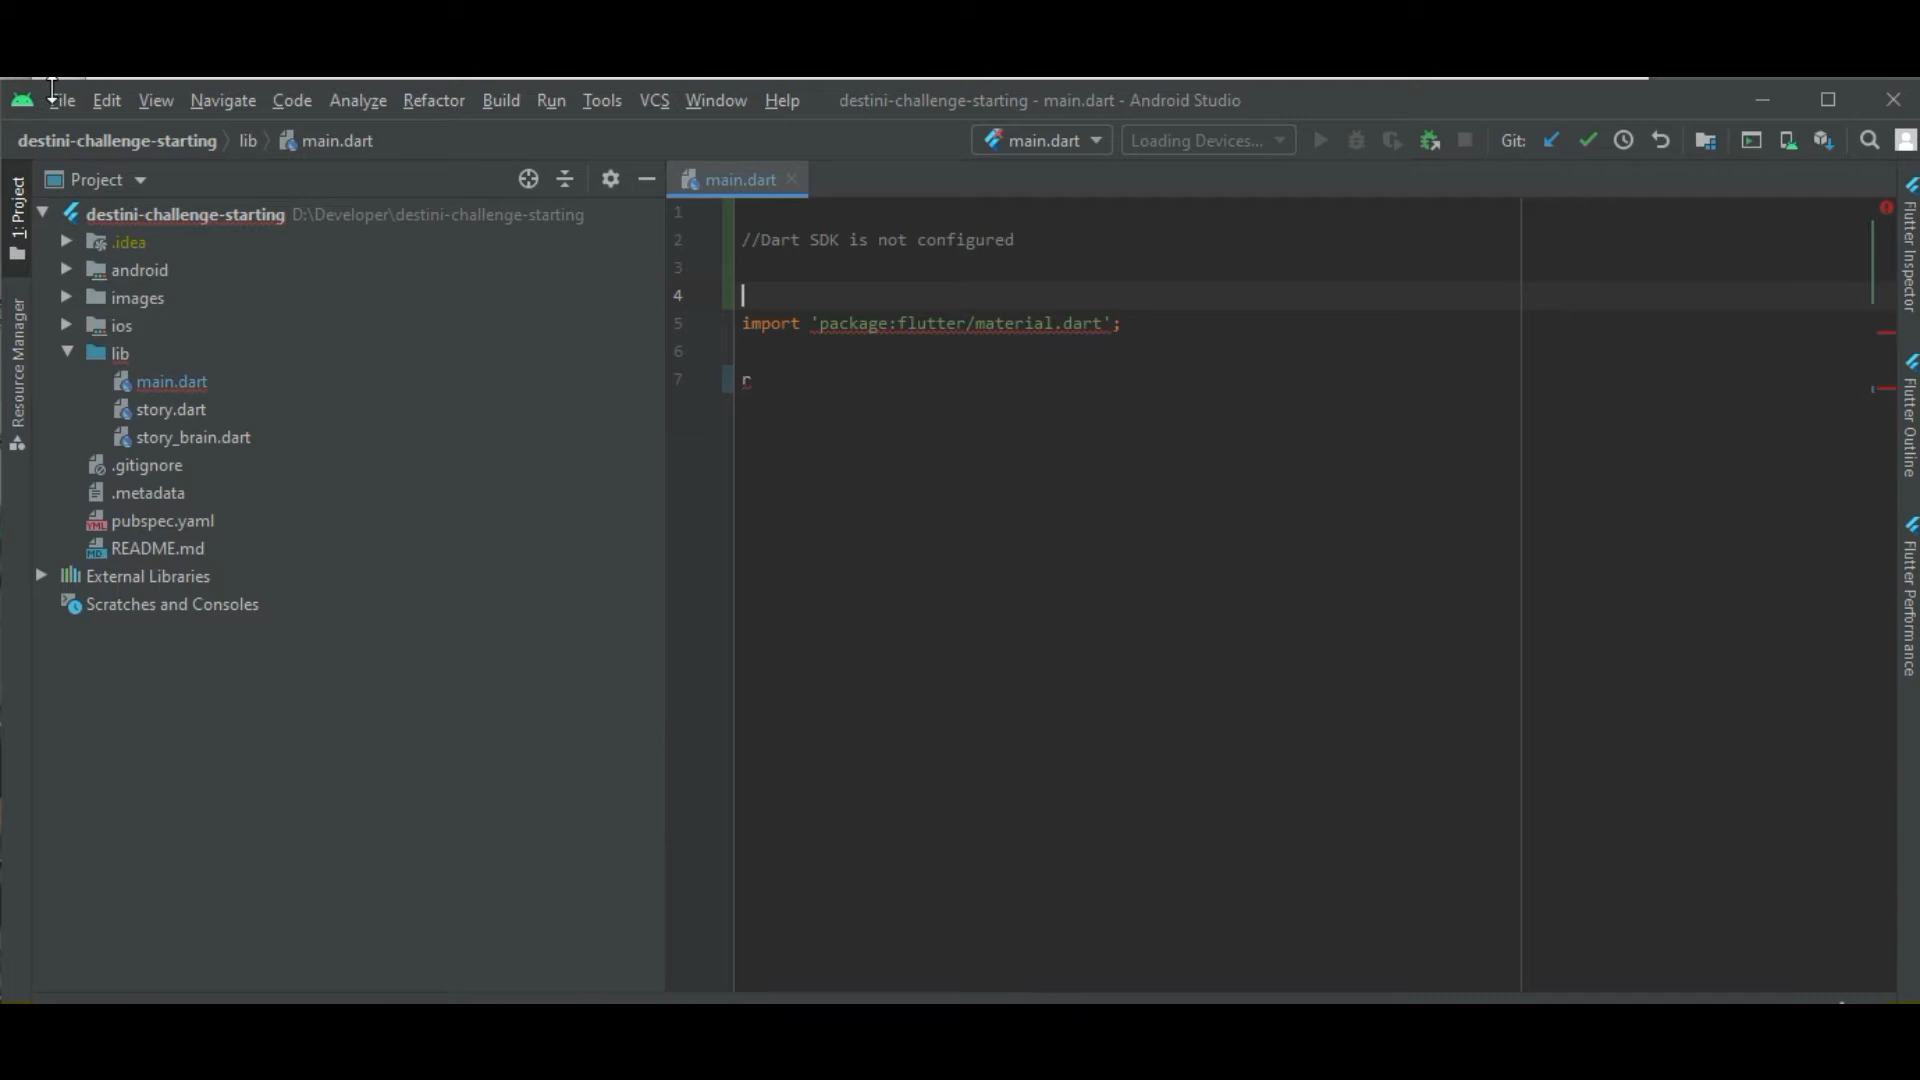 File Edit View Navigate Code Analyze Refactor Build Run Tools VCS Window Help destini-challenge-starting - main.dart - Android Studio
destini-challenge-starting lib main.dart main.dart Loading Devices... Git:
Project main.dart
1: Project
Resource Manager
destini-challenge-starting D:\Developer\destini-challenge-starting
.idea
android
images
ios
lib
main.dart
story.dart
story_brain.dart
.gitignore
.metadata
pubspec.yaml
README.md
External Libraries
Scratches and Consoles
1
2 //Dart SDK is not configured
3
4
5 import 'package:flutter/material.dart';
6
7 r
Flutter Inspector
Flutter Outline
Flutter Performance